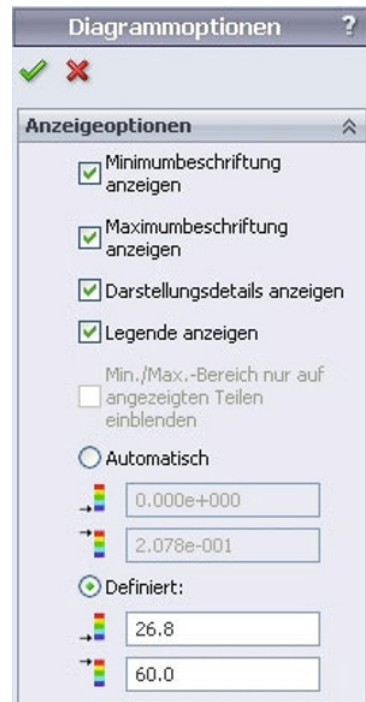 Diagrammoptionen ?
Anzeigeoptionen
Minimumbeschriftung
anzeigen
Maximumbeschriftung
anzeigen
Darstellungsdetails anzeigen
Legende anzeigen
Min./Max.-Bereich nur auf
angezeigten Teilen
einblenden
Automatisch
0.000e+000
2.078e-001
Definiert:
26.8
60.0